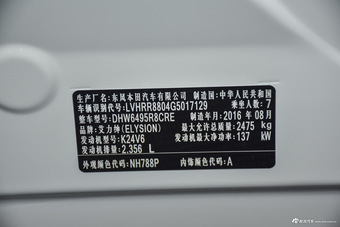 生产厂名：东风本田汽车有限公司 制造国：中华人民共和国
车辆识别代号：LVHRR8804G5017129 乘坐人数：7
整车型号：DHW6495R8CRE 制造年月：2016 年 08月
品牌：艾力绅(ELYSION) 最大允许总质量：2475 kg
发动机型号：K24V6 发动机最大净功率：137 kW
发动机排量：2.356 L
外观颜色代码：NH788P 内饰颜色代码：A